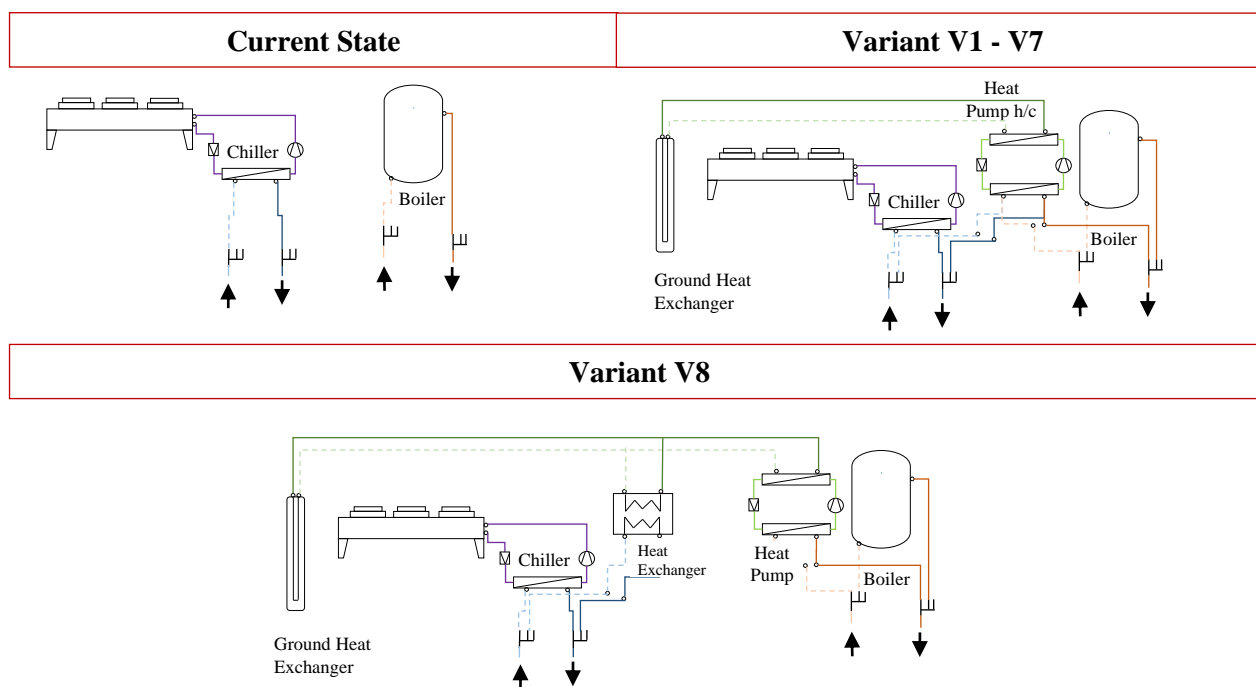 Current State
Variant V1 - V7
Heat
Pump h/c
Chiller
Boiler
Chiller
Boiler
Ground Heat
Exchanger
Variant V8
Chiller
Heat
Exchanger
Heat
Pump
Boiler
Ground Heat
Exchanger